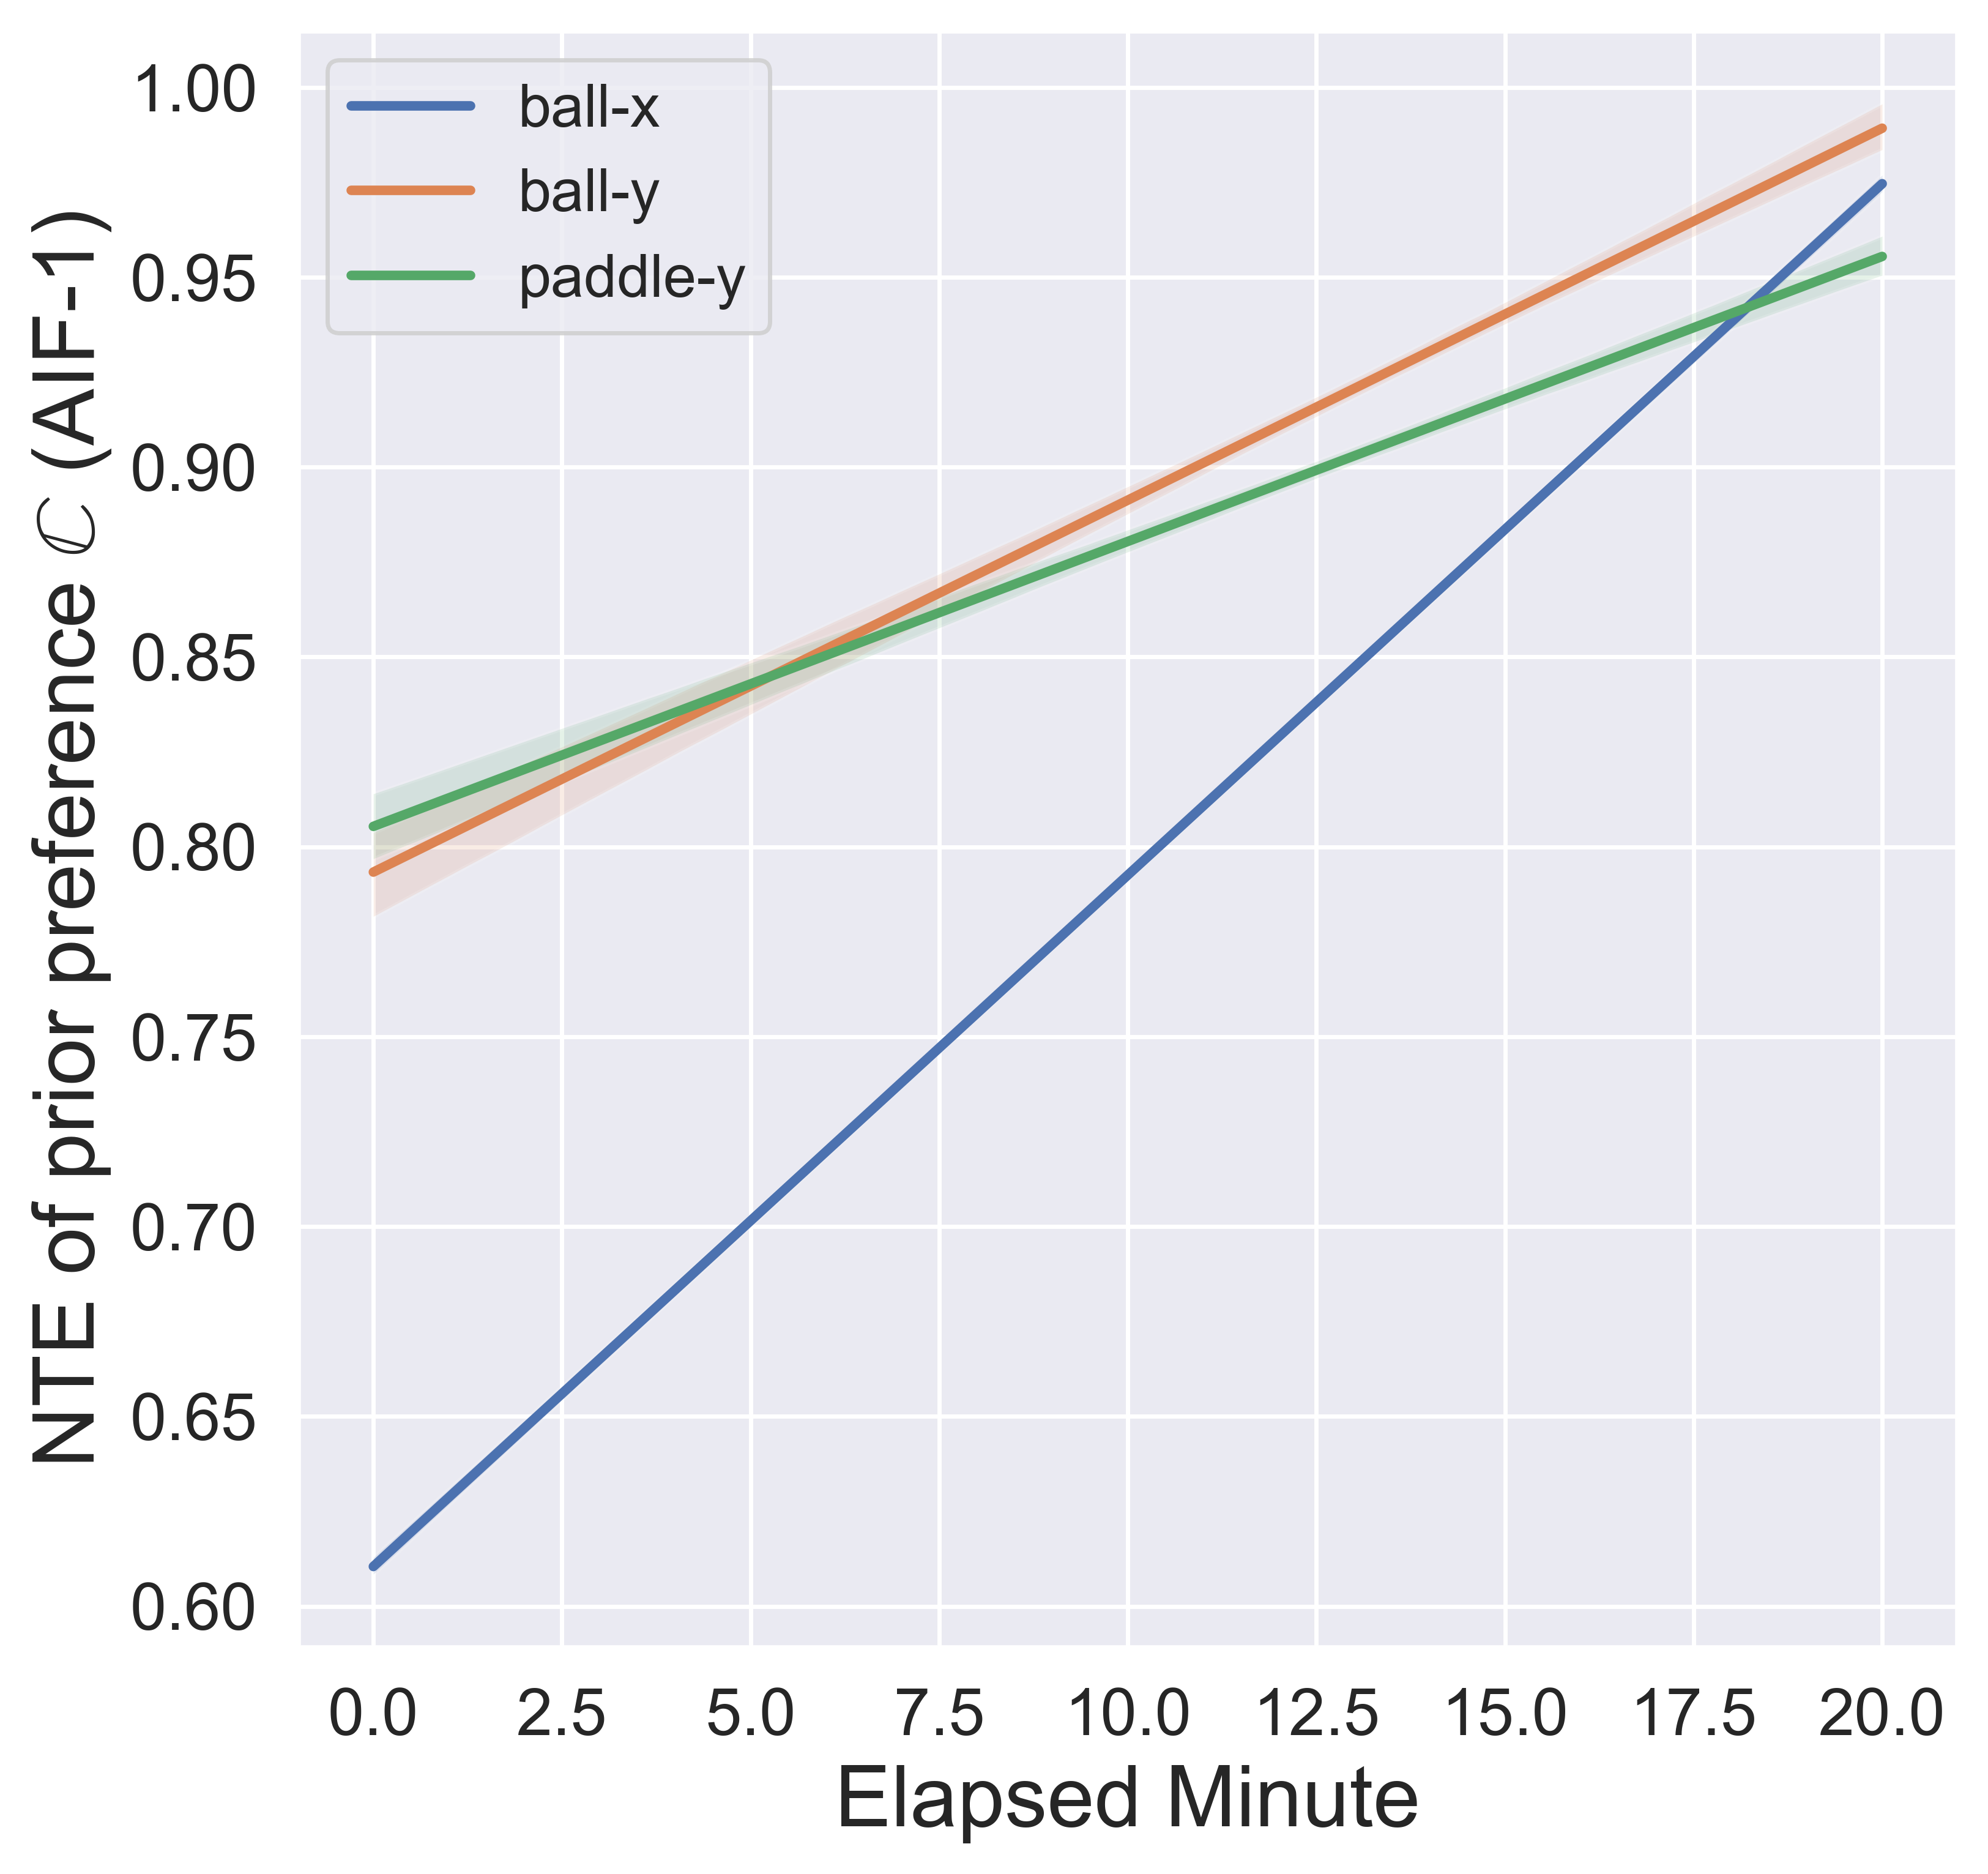 NTE of prior preference ℂ (AIF-1)
1.00
0.95
0.90
0.85
0.80
0.75
0.70
0.65
0.60
ball-x
ball-y
paddle-y
0.0 2.5 5.0 7.5 10.0 12.5 15.0 17.5 20.0
Elapsed Minute